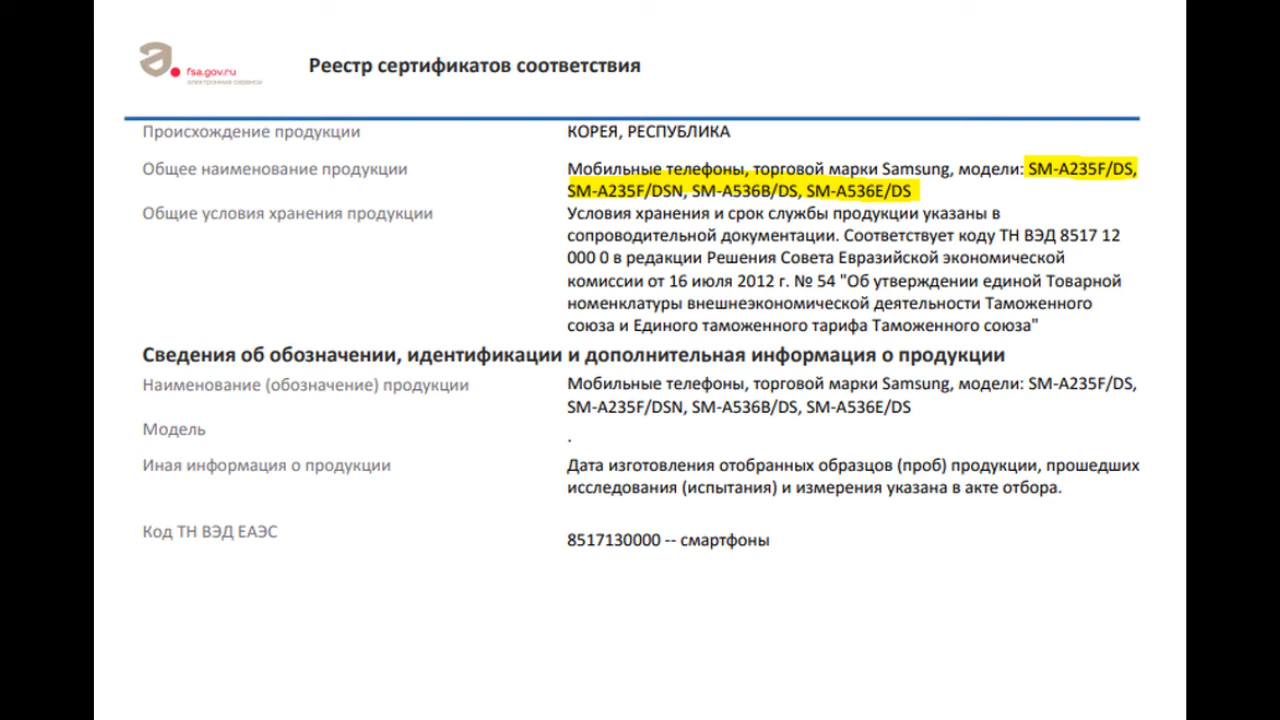 fsa.gov.ru
электронные сервисы
Реестр сертификатов соответствия
Происхождение продукции
КОРЕЯ, РЕСПУБЛИКА
Общее наименование продукции
Мобильные телефоны, торговой марки Samsung, модели: SM-A235F/DS,
SM-A235F/DSN, SM-A536B/DS, SM-A536E/DS
Общие условия хранения продукции
Условия хранения и срок службы продукции указаны в
сопроводительной документации. Соответствует коду ТН ВЭД 8517 12
000 0 в редакции Решения Совета Евразийской экономической
комиссии от 16 июля 2012 г. № 54 "Об утверждении единой Товарной
номенклатуры внешнеэкономической деятельности Таможенного
союза и Единого таможенного тарифа Таможенного союза"
Сведения об обозначении, идентификации и дополнительная информация о продукции
Наименование (обозначение) продукции
Мобильные телефоны, торговой марки Samsung, модели: SM-A235F/DS,
SM-A235F/DSN, SM-A536B/DS, SM-A536E/DS
Модель
.
Иная информация о продукции
Дата изготовления отобранных образцов (проб) продукции, прошедших
исследования (испытания) и измерения указана в акте отбора.
Код ТН ВЭД ЕАЭС
8517130000 -- смартфоны